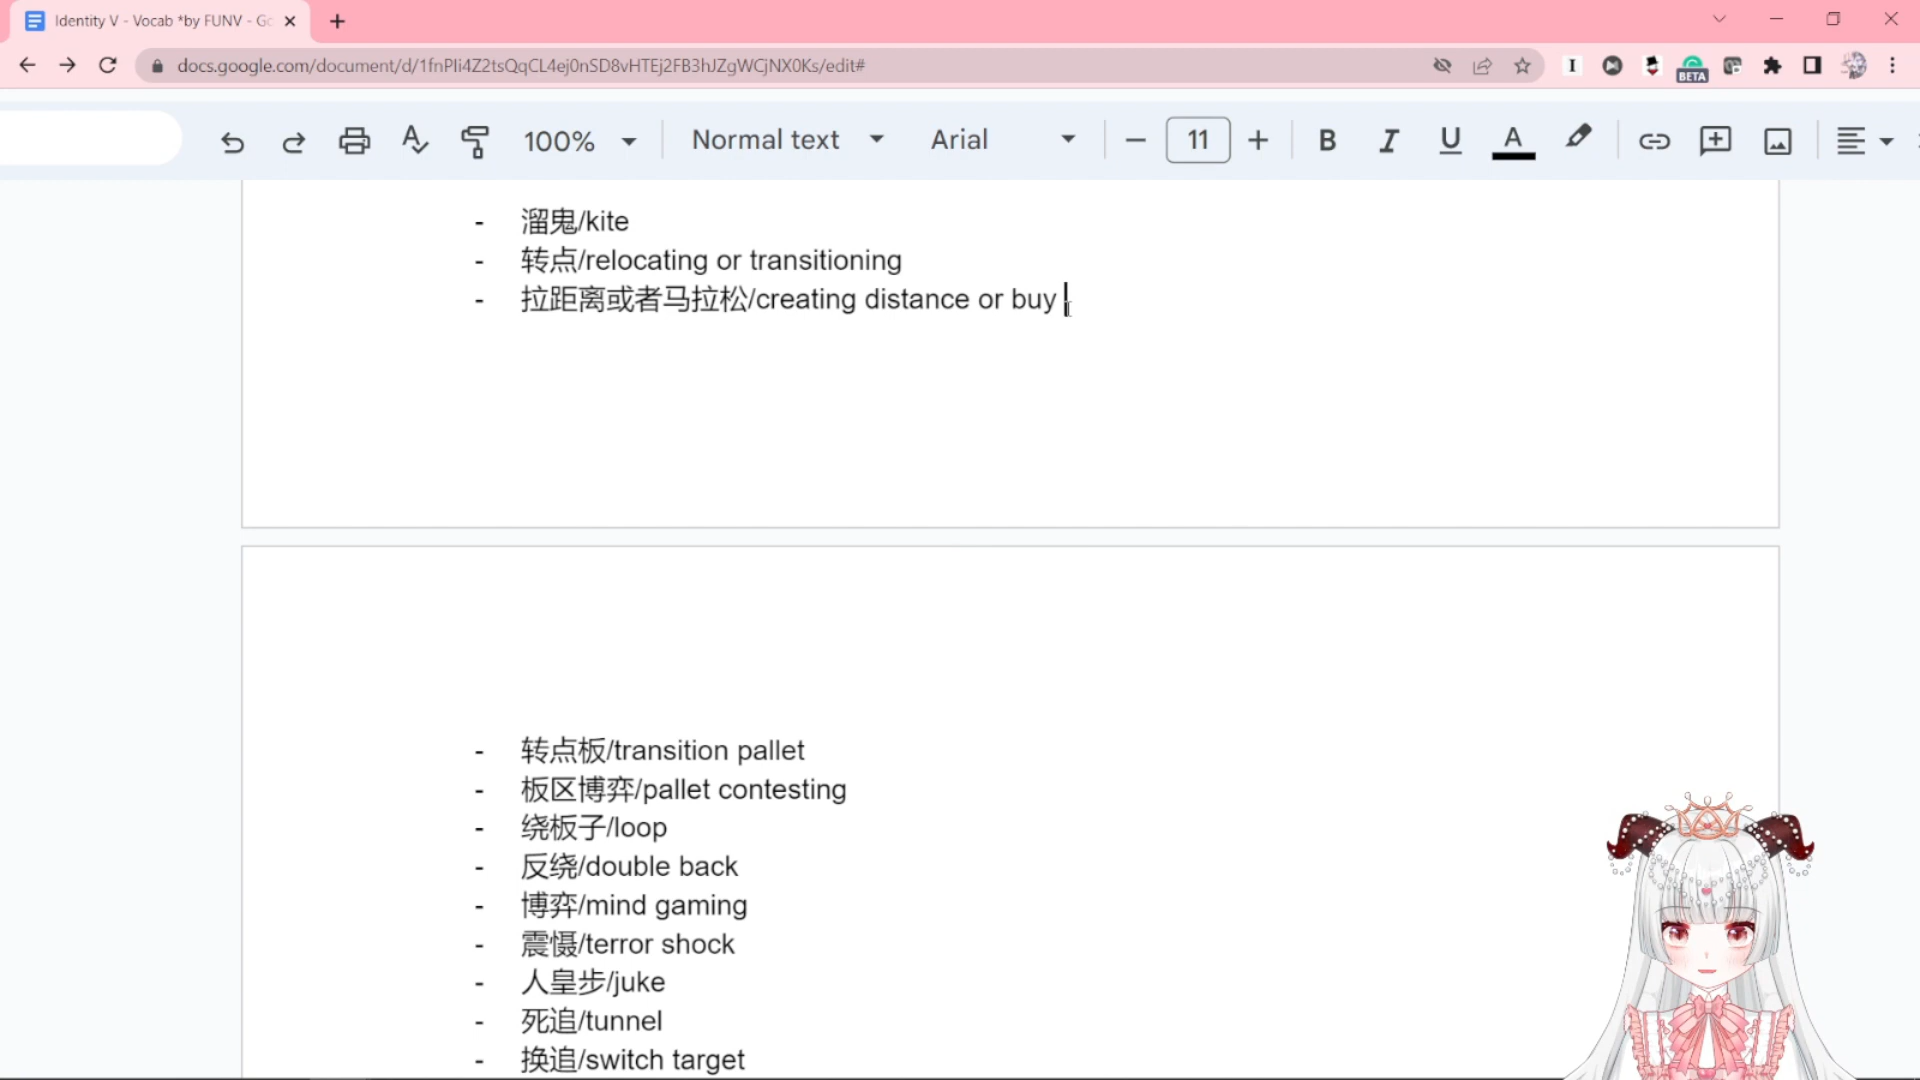 Identity V - Vocab *by FUNV - Go
docs.google.com/document/d/1fnPIi4Z2tsQqCL4ej0nSD8vHTEj2FB3hJZgWCjNX0Ks/edit#
BETA
100%
Normal text
Arial
11
B I U A
- 溜鬼/kite
- 转点/relocating or transitioning
- 拉距离或者马拉松/creating distance or buy
- 转点板/transition pallet
- 板区博弈/pallet contesting
- 绕板子/loop
- 反绕/double back
- 博弈/mind gaming
- 震慑/terror shock
- 人皇步/juke
- 死追/tunnel
- 换追/switch target